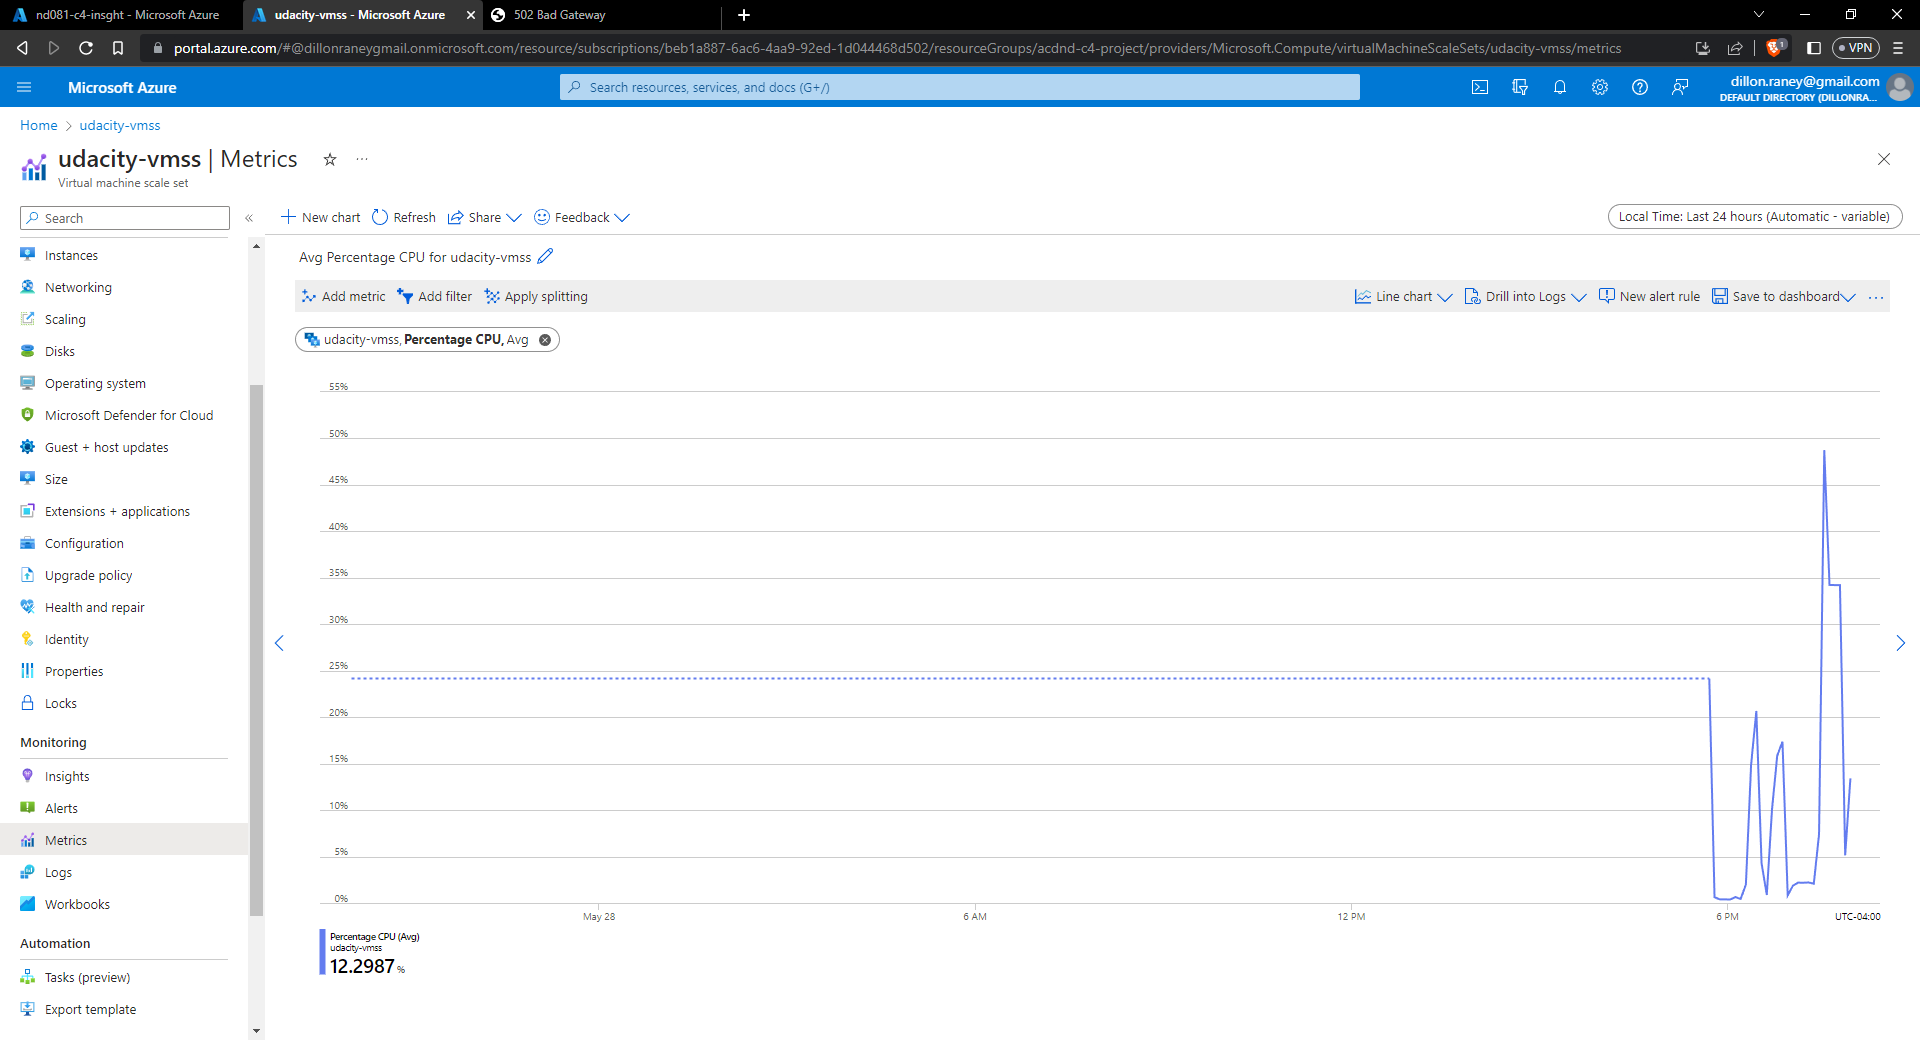 nd081-c4-insght - Microsoft Azure
udacity-vmss - Microsoft Azure
502 Bad Gateway
portal.azure.com/#@dillonraneygmail.onmicrosoft.com/resource/subscriptions/beb1a887-6ac6-4aa9-92ed-1d044468d502/resourceGroups/acdnd-c4-project/providers/Microsoft.Compute/virtualMachineScaleSets/udacity-vmss/metrics
1
VPN
Microsoft Azure
Search resources, services, and docs (G+/)
dillon.raney@gmail.com
DEFAULT DIRECTORY (DILLONRA...
Home > udacity-vmss
udacity-vmss | Metrics
Virtual machine scale set
Search
New chart Refresh Share Feedback
Local Time: Last 24 hours (Automatic - variable)
Instances
Networking
Scaling
Disks
Operating system
Microsoft Defender for Cloud
Guest + host updates
Size
Extensions + applications
Configuration
Upgrade policy
Health and repair
Identity
Properties
Locks
Monitoring
Insights
Alerts
Metrics
Logs
Workbooks
Automation
Tasks (preview)
Export template
Avg Percentage CPU for udacity-vmss
Add metric Add filter Apply splitting
Line chart Drill into Logs New alert rule Save to dashboard
udacity-vmss, Percentage CPU, Avg
55%
50%
45%
40%
35%
30%
25%
20%
15%
10%
5%
0%
May 28 6 AM 12 PM 6 PM UTC-04:00
Percentage CPU (Avg)
udacity-vmss
12.2987 %